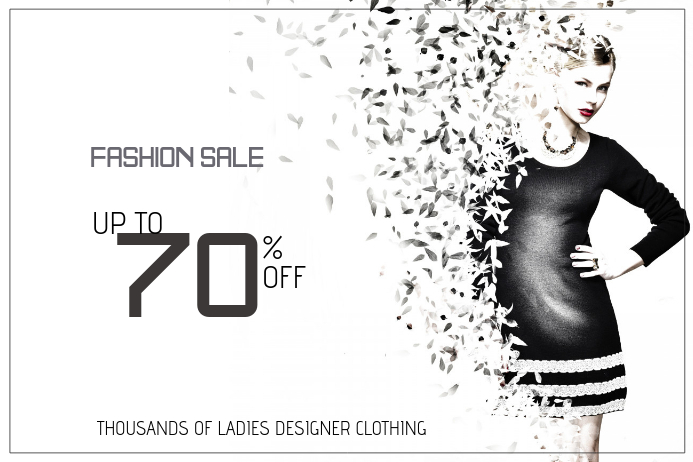 FASHION SALE
UP TO
70%
OFF
THOUSANDS OF LADIES DESIGNER CLOTHING